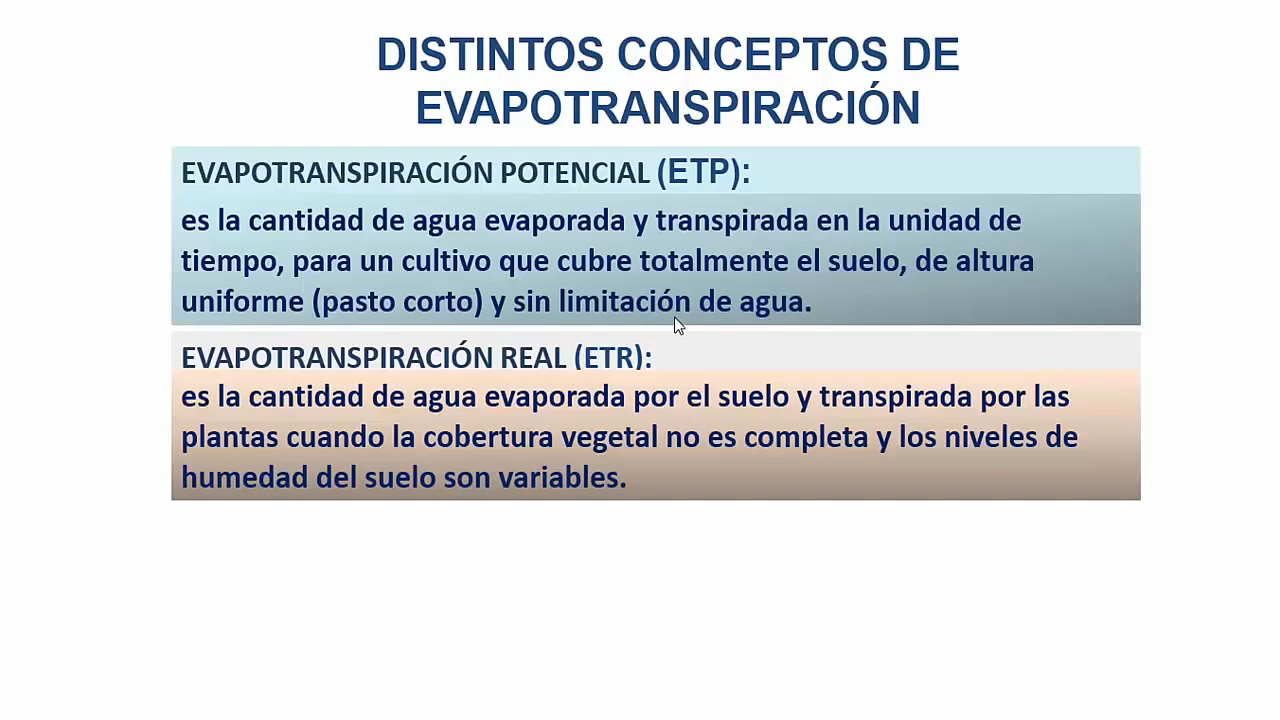 DISTINTOS CONCEPTOS DE
EVAPOTRANSPIRACIÓN
EVAPOTRANSPIRACIÓN POTENCIAL (ETP):
es la cantidad de agua evaporada y transpirada en la unidad de
tiempo, para un cultivo que cubre totalmente el suelo, de altura
uniforme (pasto corto) y sin limitación de agua.
EVAPOTRANSPIRACIÓN REAL (ETR):
es la cantidad de agua evaporada por el suelo y transpirada por las
plantas cuando la cobertura vegetal no es completa y los niveles de
humedad del suelo son variables.